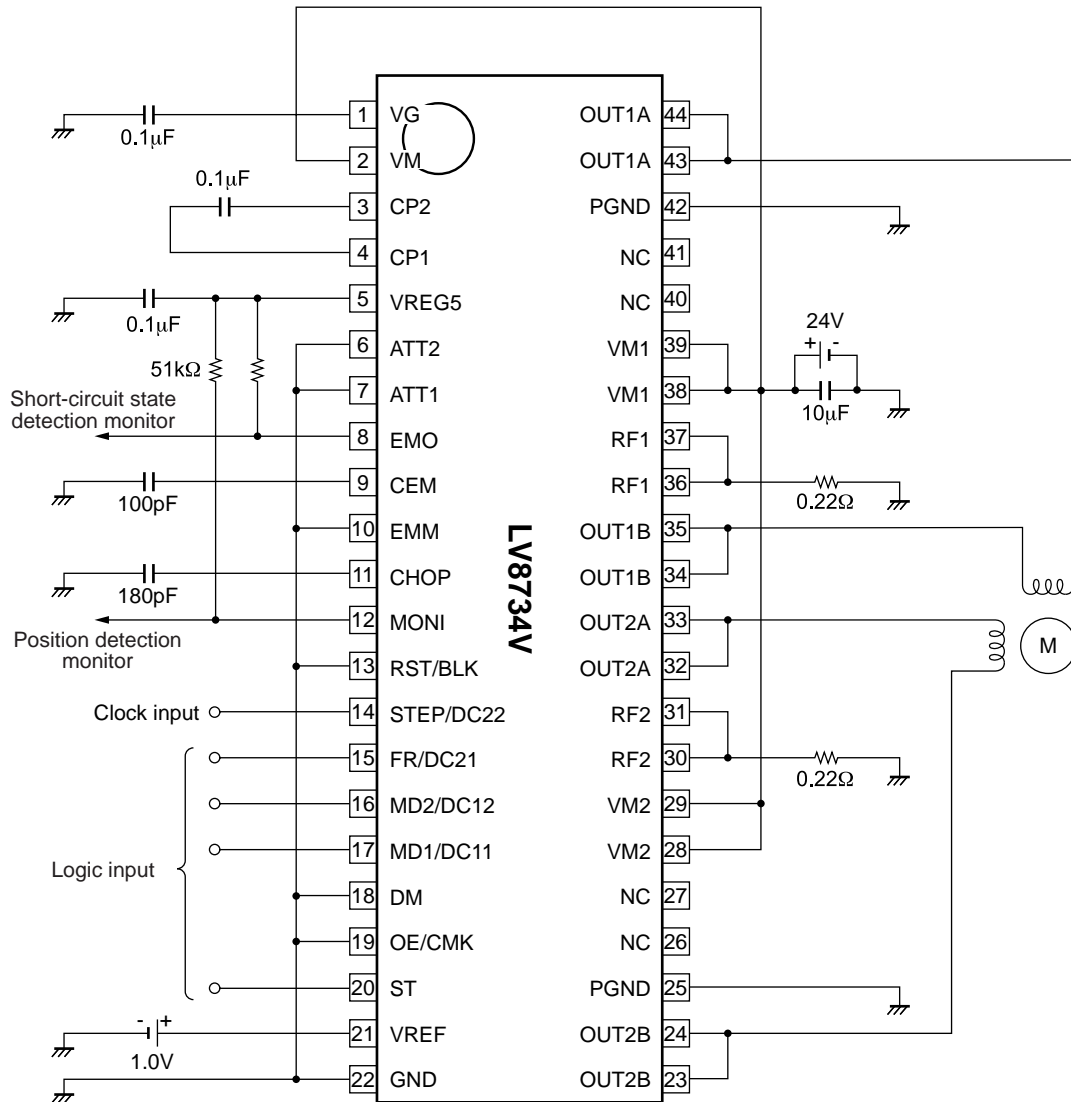 1 VG OUT1A 44
0.1µF
2 VM OUT1A 43
0.1µF
3 CP2 PGND 42
4 CP1 NC 41
5 VREG5 NC 40
0.1µF
24V
+ -
6 ATT2 VM1 39
51kΩ
7 ATT1 VM1 38
10µF
Short-circuit state
detection monitor
8 EMO RF1 37
9 CEM RF1 36
100pF
0.22Ω
10 EMM OUT1B 35
11 CHOP OUT1B 34
180pF
12 MONI OUT2A 33
Position detection
monitor
LV8734V
M
13 RST/BLK OUT2A 32
Clock input
14 STEP/DC22 RF2 31
15 FR/DC21 RF2 30
0.22Ω
16 MD2/DC12 VM2 29
17 MD1/DC11 VM2 28
Logic input
18 DM NC 27
19 OE/CMK NC 26
20 ST PGND 25
- +
21 VREF OUT2B 24
1.0V
22 GND OUT2B 23